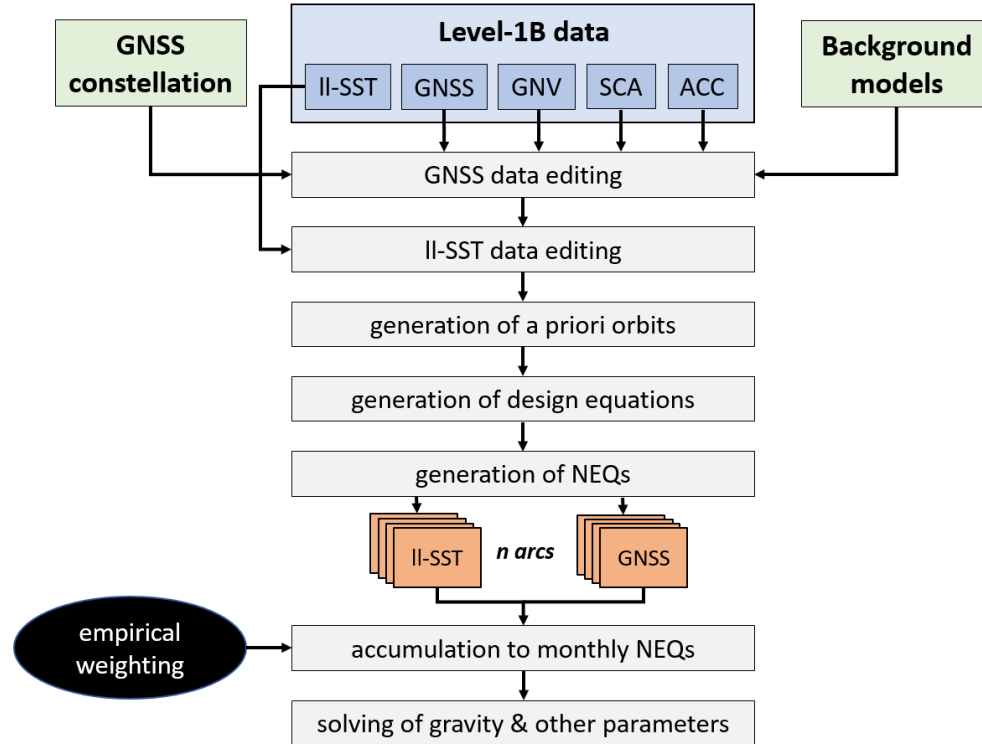 GNSS
constellation
Level-1B data
Background
models
ll-SST
GNSS
GNV
SCA
ACC
GNSS data editing
ll-SST data editing
generation of a priori orbits
generation of design equations
generation of NEQs
ll-SST
n arcs
GNSS
empirical
weighting
accumulation to monthly NEQs
solving of gravity & other parameters